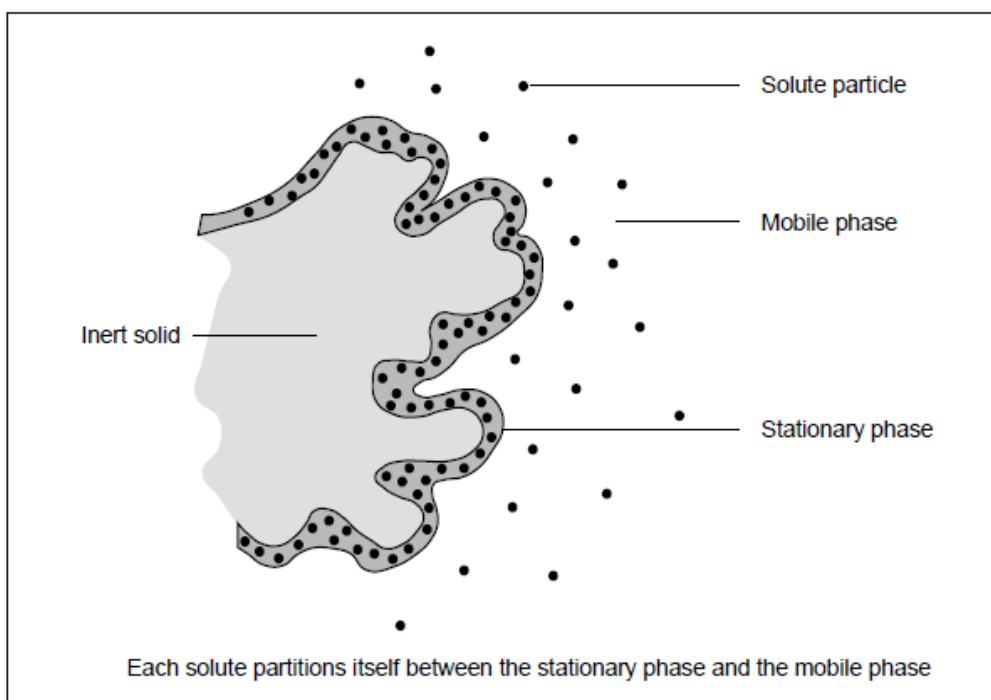 Solute particle
Mobile phase
Inert solid
Stationary phase
Each solute partitions itself between the stationary phase and the mobile phase